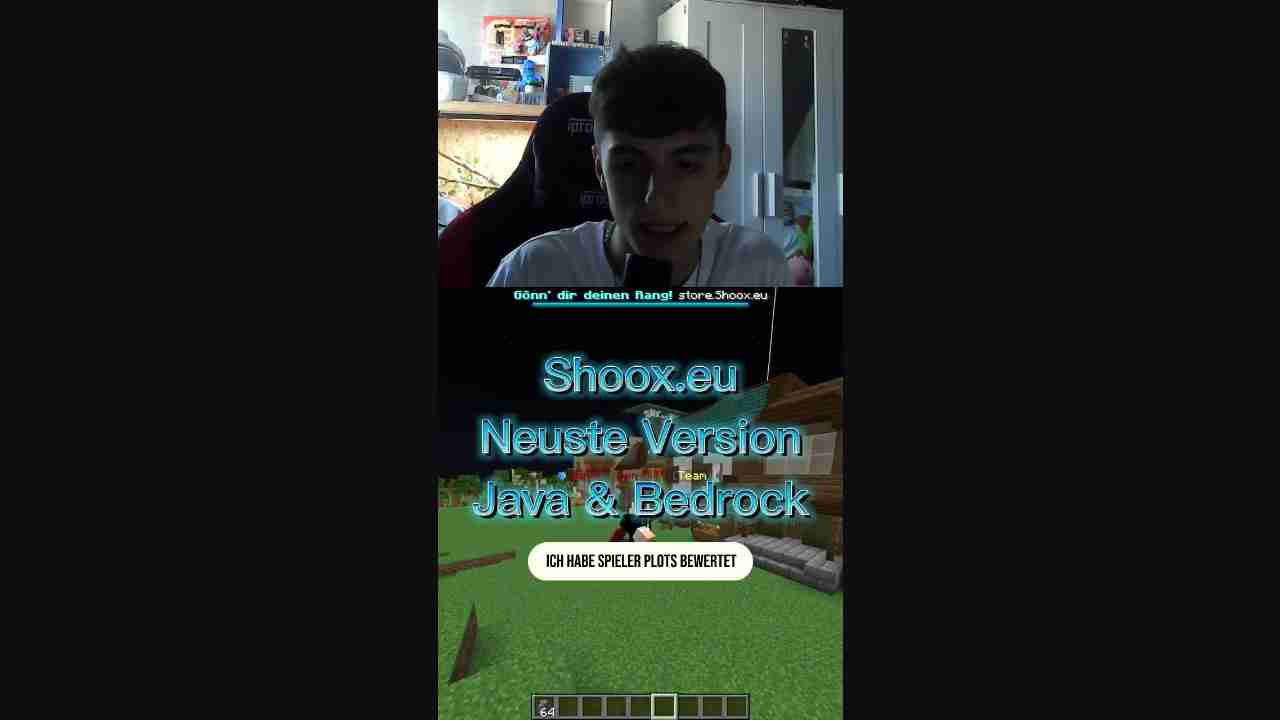 Gönn' dir deinen Rang! store.Shoox.eu
Shoox.eu
Neuste Version
Team
Java & Bedrock
ICH HABE SPIELER PLOTS BEWERTET
64